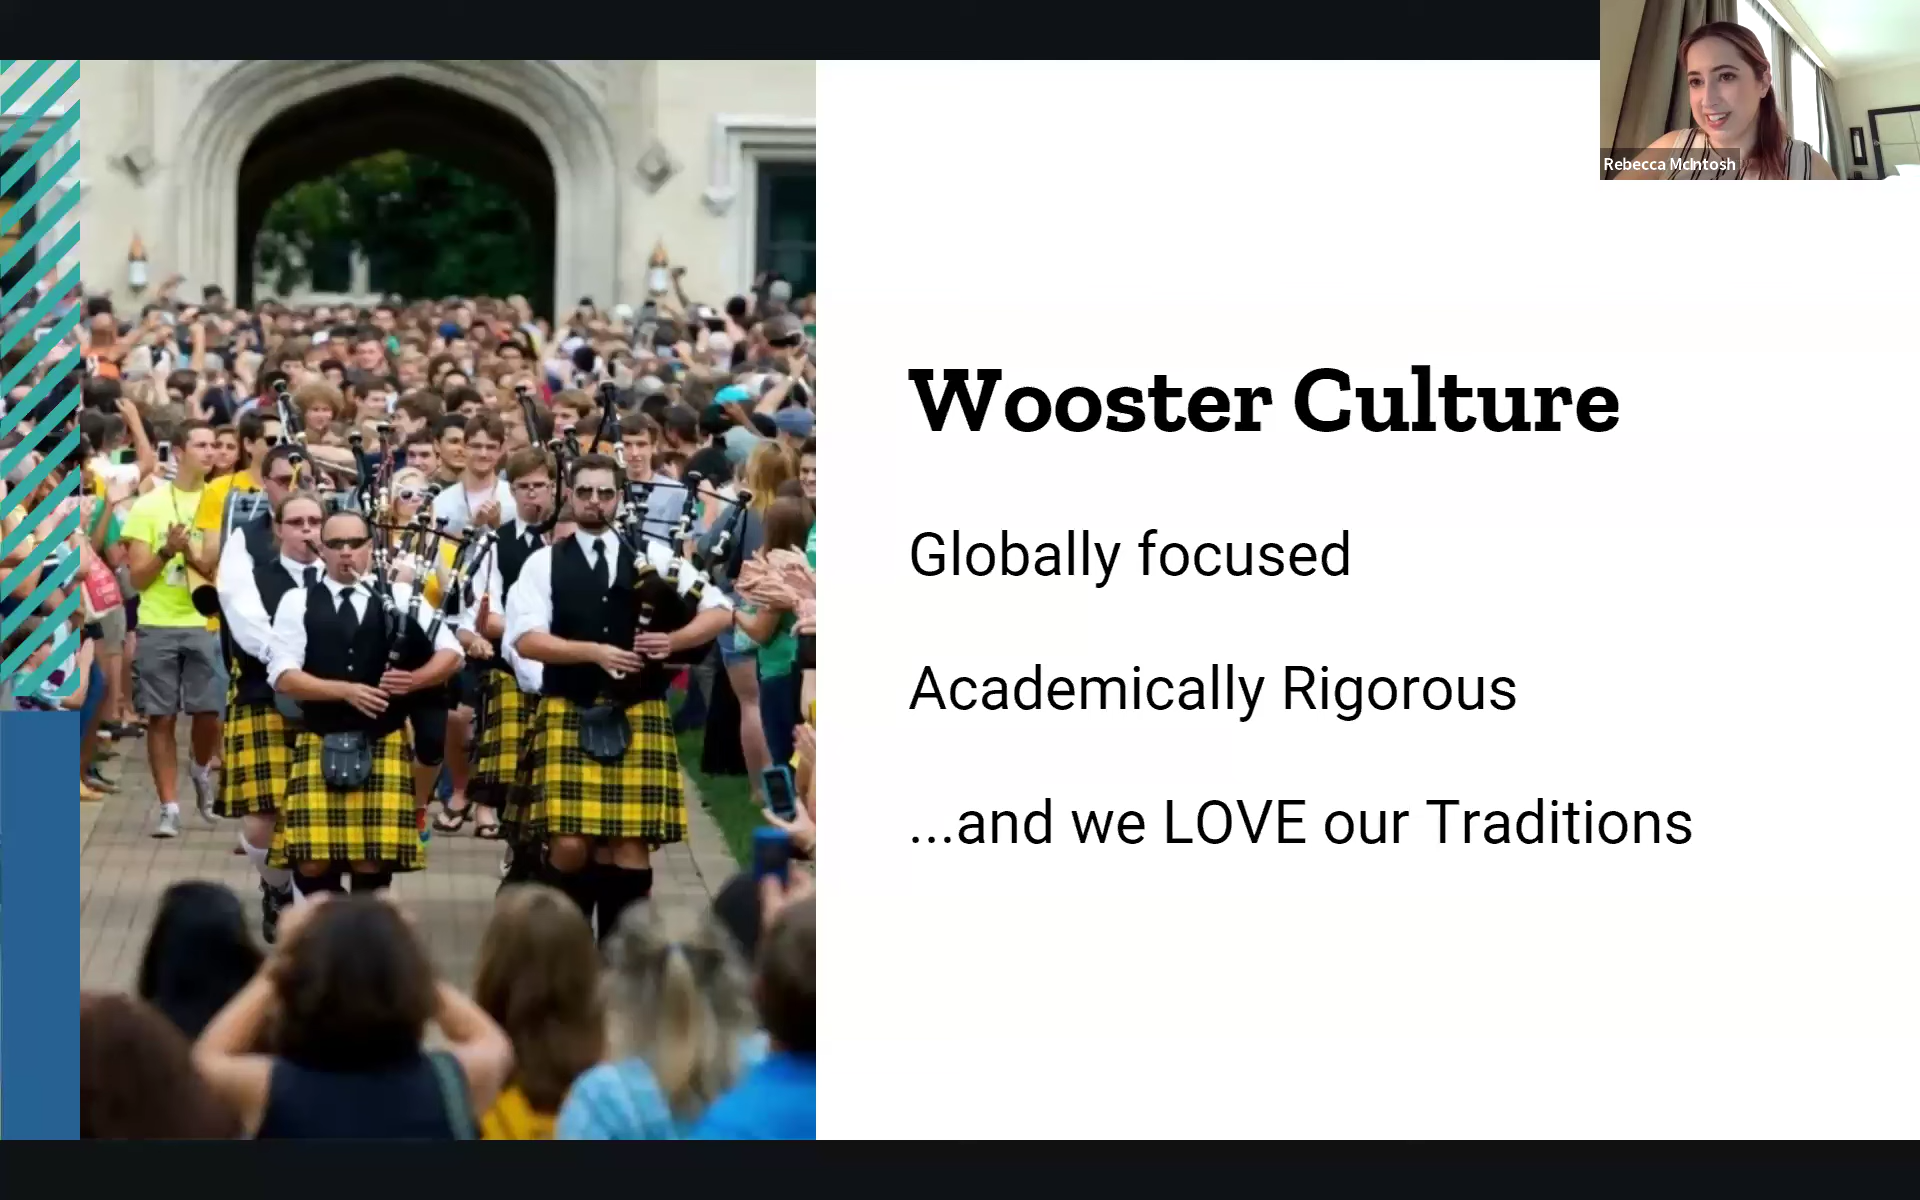 Rebecca McIntosh
Wooster Culture
Globally focused
Academically Rigorous
...and we LOVE our Traditions